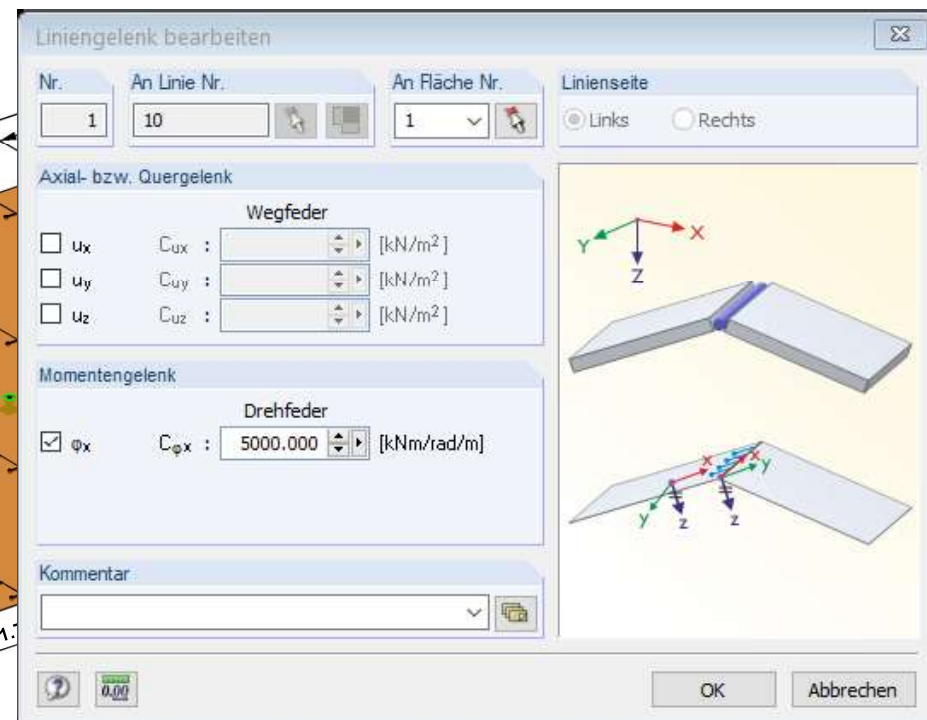 Liniengelenk bearbeiten
Nr. An Linie Nr. An Fläche Nr. Linienseite
1 10 1 Links Rechts
Axial- bzw. Quergelenk
Wegfeder
ux Cux : [kN/m²]
uy Cuy : [kN/m²]
uz Cuz : [kN/m²]
Y X
Z
Momentengelenk
Drehfeder
φx Cφx : 5000.000 [kNm/rad/m]
x x y
y z z
Kommentar
0.00 OK Abbrechen